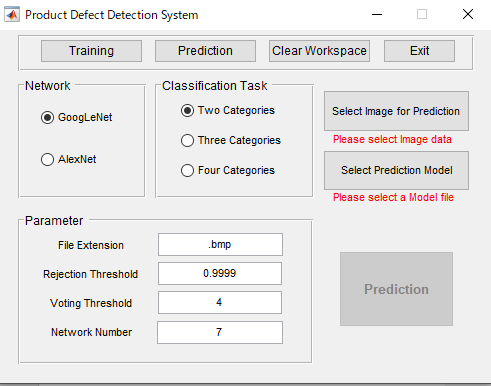 Product Defect Detection System
Training Prediction Clear Workspace Exit
Network
GoogLeNet
AlexNet
Classification Task
Two Categories
Three Categories
Four Categories
Select Image for Prediction
Please select Image data
Select Prediction Model
Please select a Model file
Parameter
File Extension .bmp
Rejection Threshold 0.9999
Voting Threshold 4
Network Number 7
Prediction